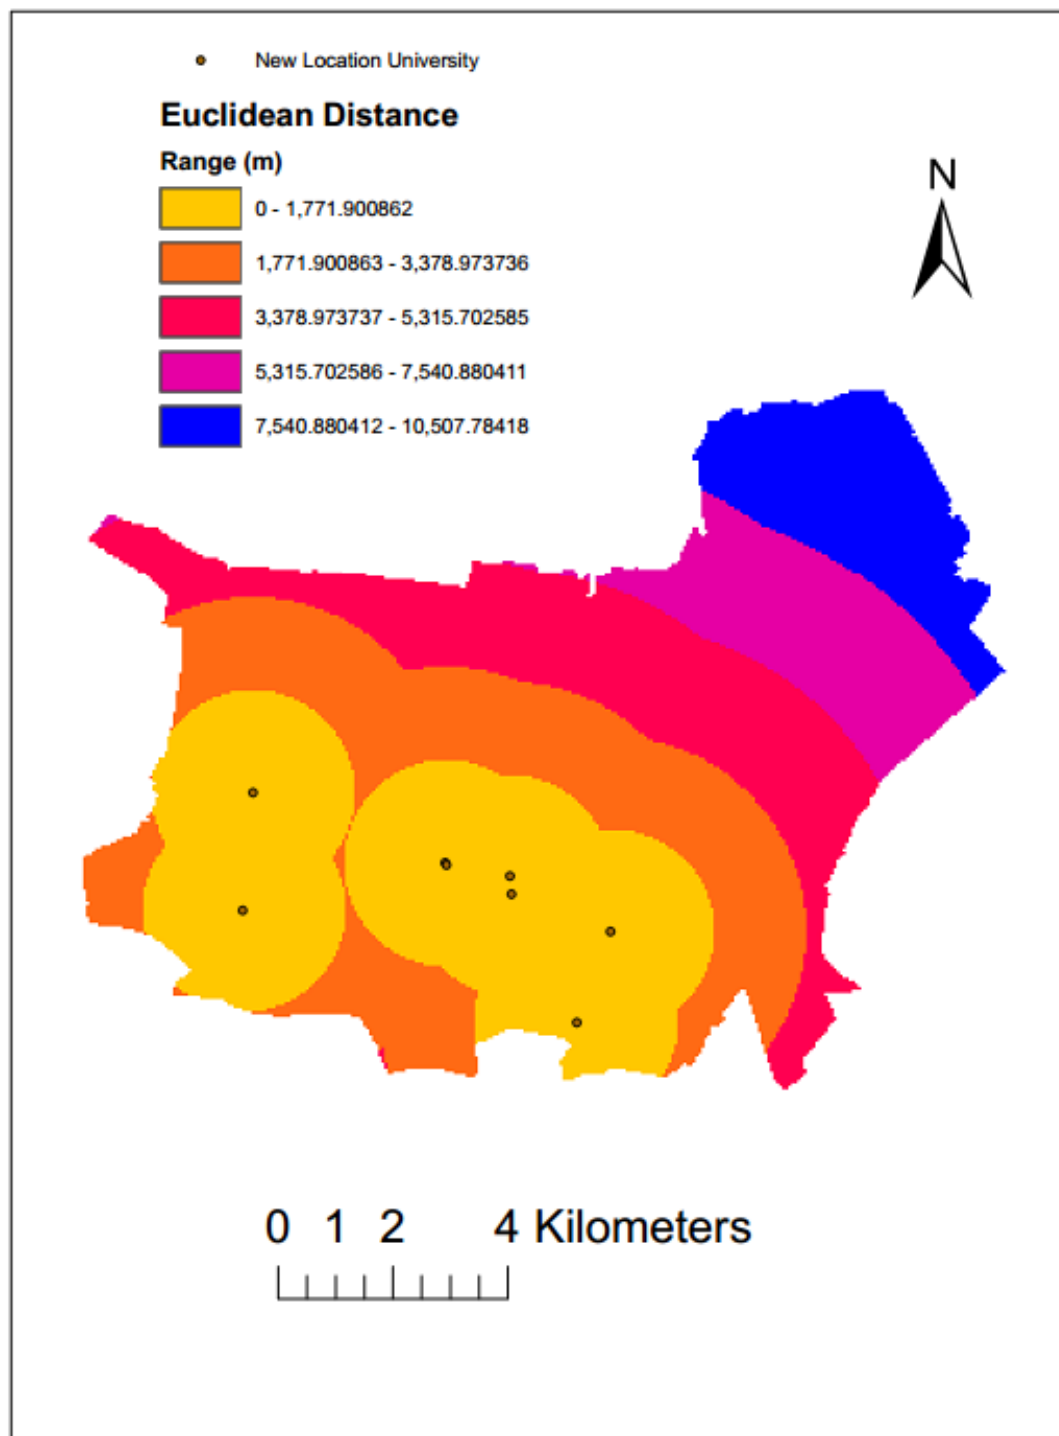 New Location University
Euclidean Distance
Range (m)
0 - 1,771.900862
1,771.900863 - 3,378.973736
3,378.973737 - 5,315.702585
5,315.702586 - 7,540.880411
7,540.880412 - 10,507.78418
N
0 1 2 4 Kilometers